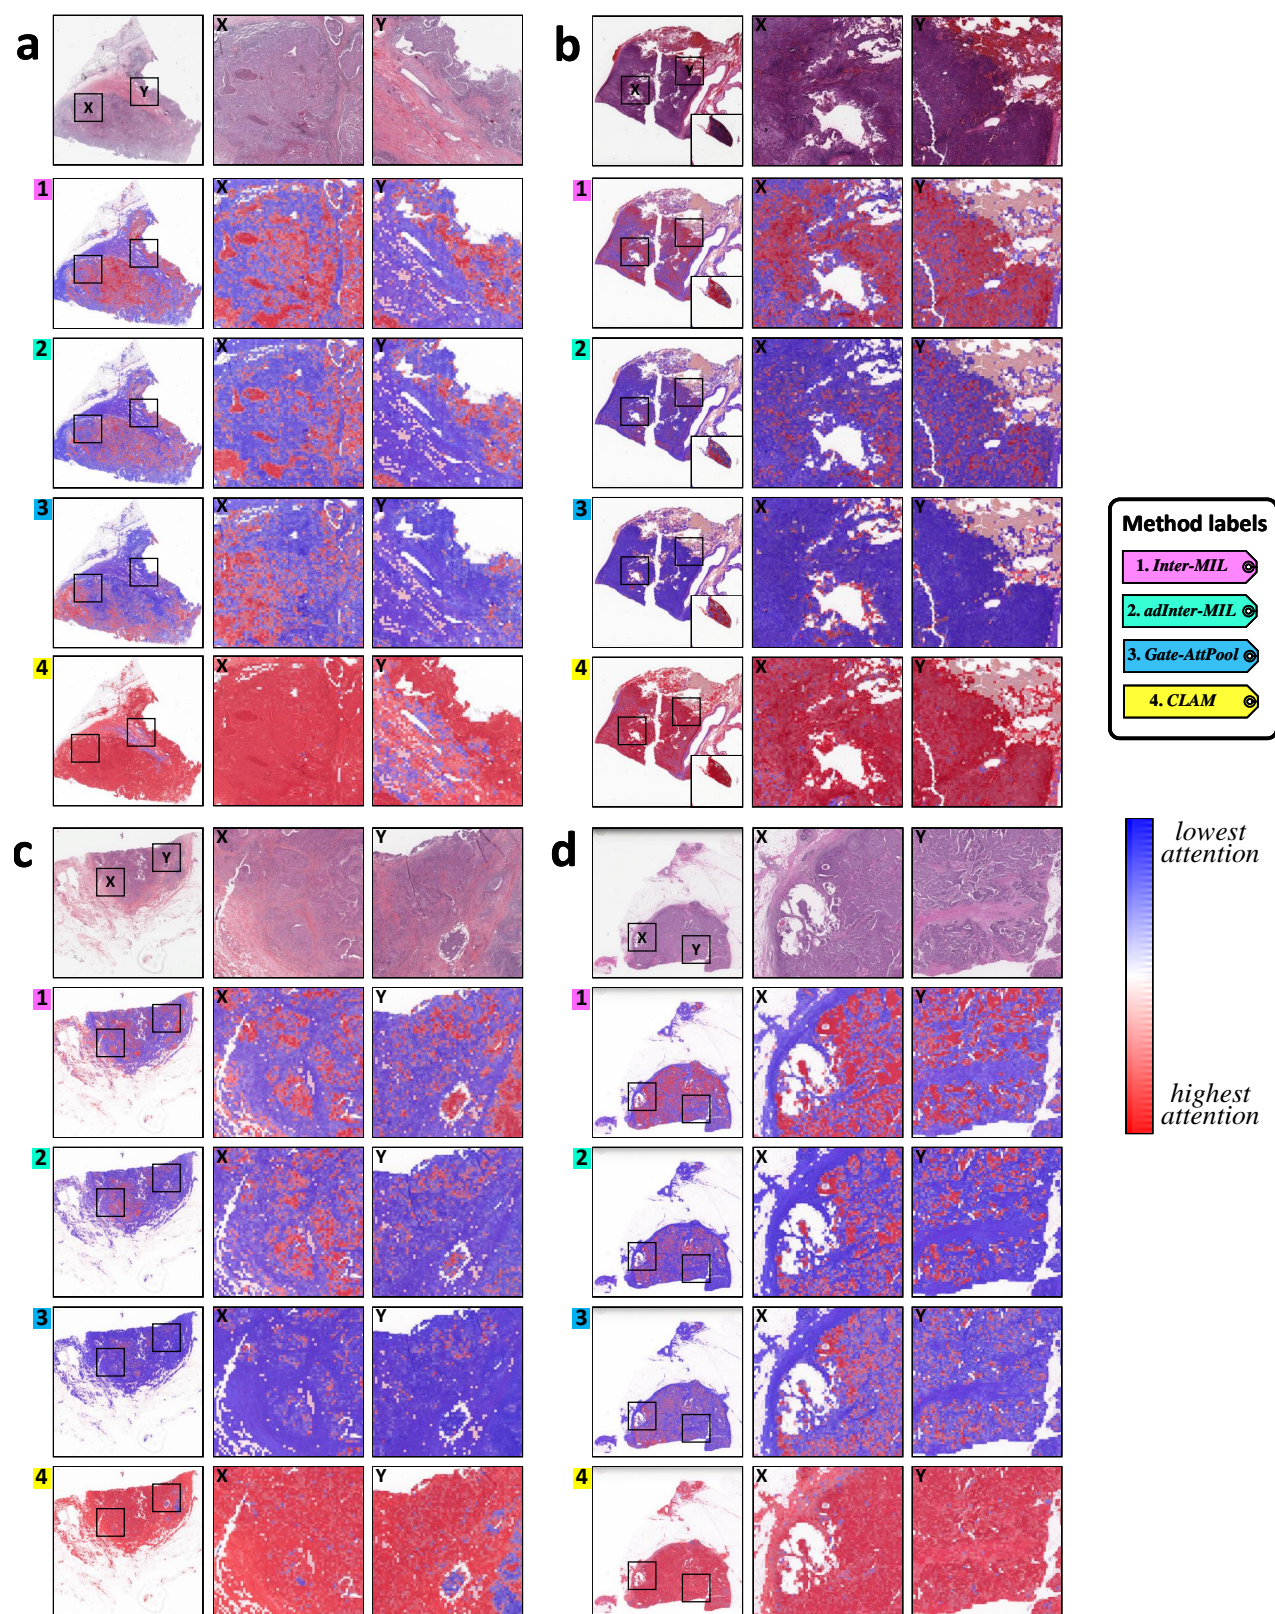 a
X
Y
X
Y
b
X
Y
X
Y
1
X
Y
1
X
Y
2
X
Y
2
X
Y
3
X
Y
3
X
Y
4
X
Y
4
X
Y
Method labels
1. Inter-MIL
2. adInter-MIL
3. Gate-AttPool
4. CLAM
lowest
attention
highest
attention
c
X
Y
X
Y
d
X
Y
X
Y
1
X
Y
1
X
Y
2
X
Y
2
X
Y
3
X
Y
3
X
Y
4
X
Y
4
X
Y